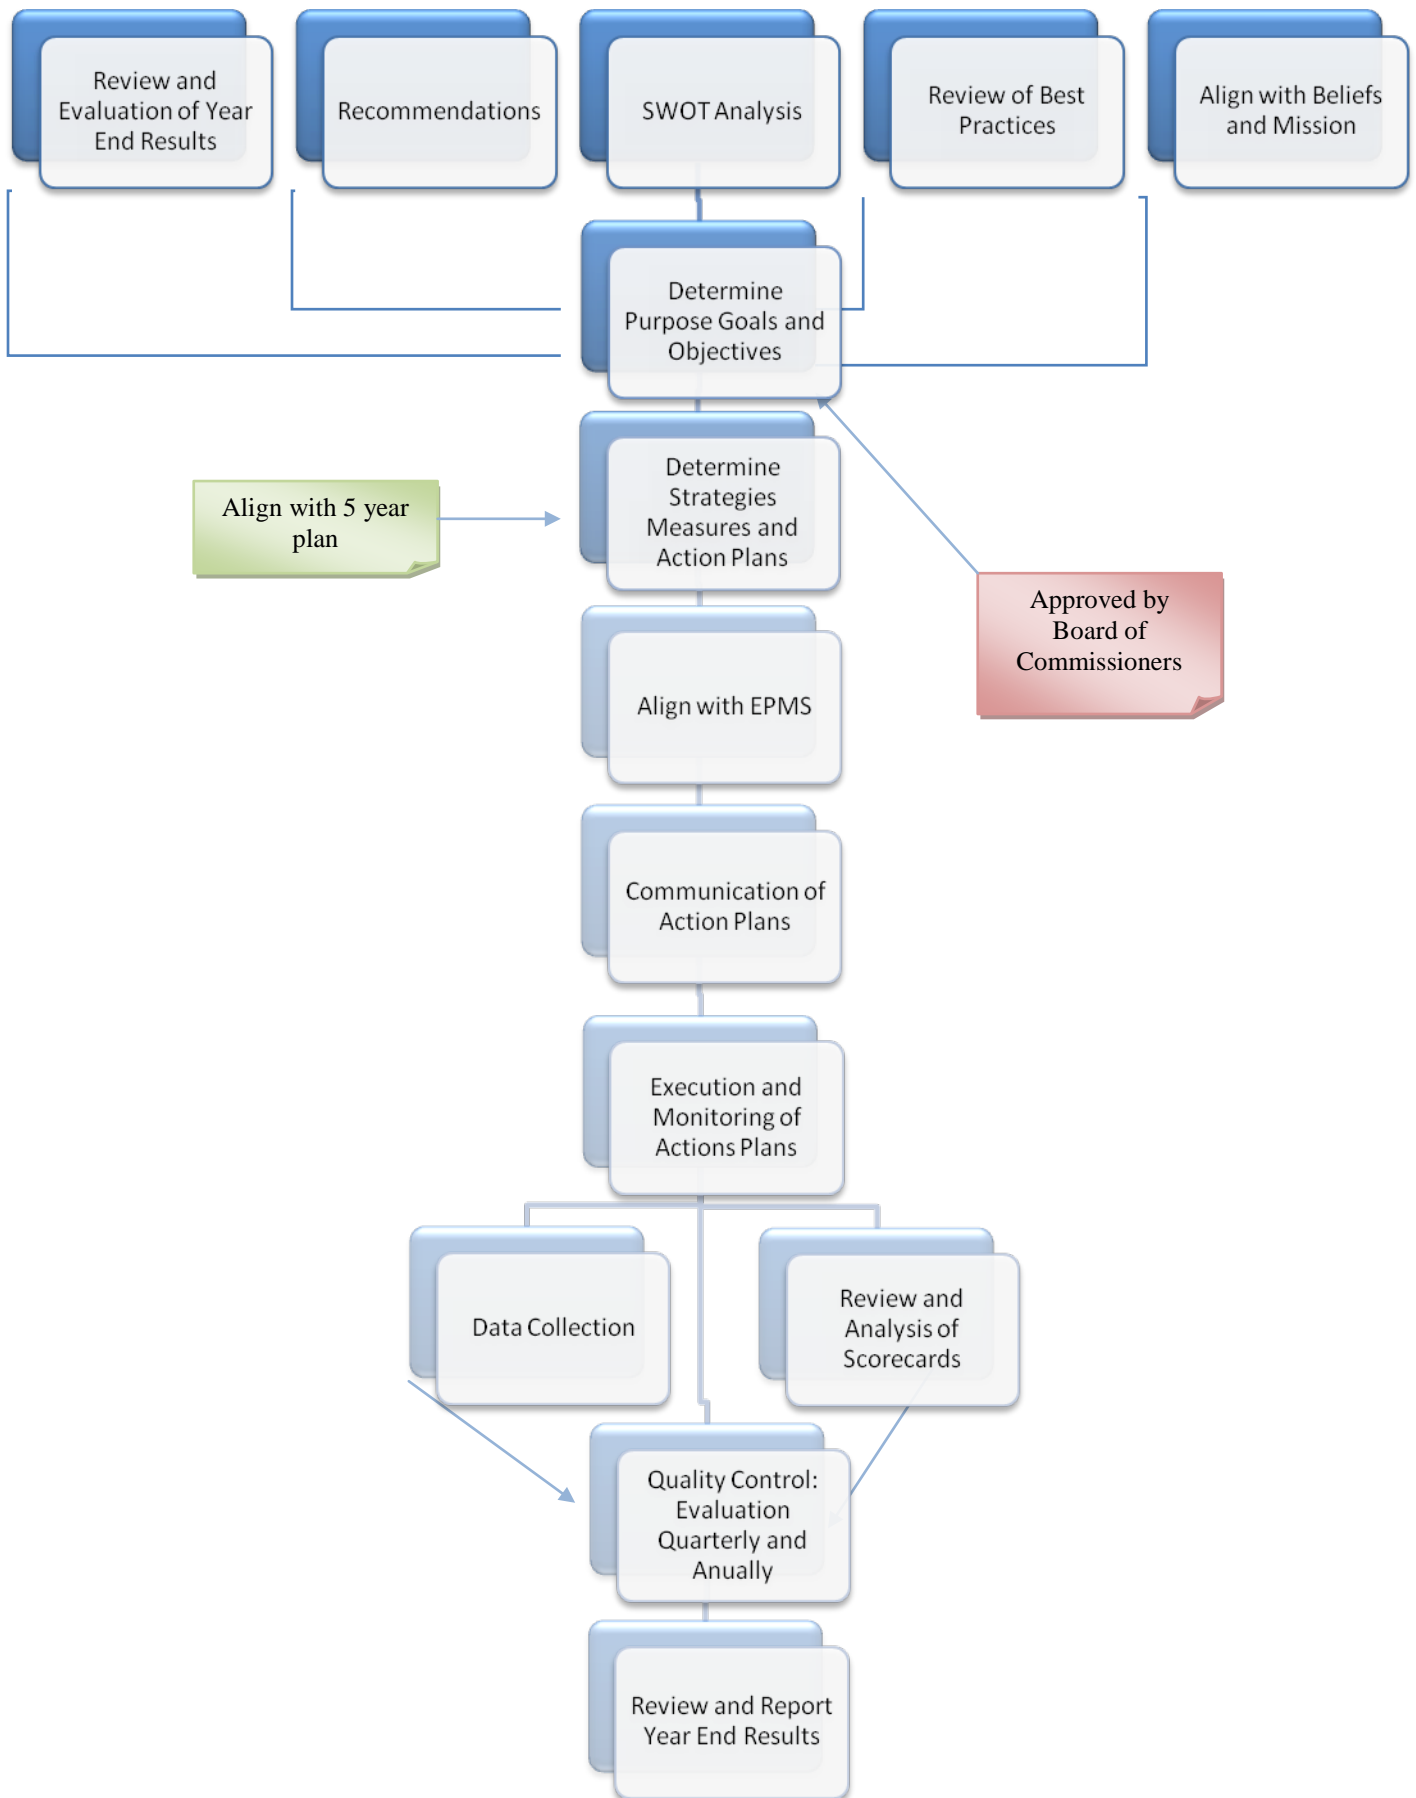 Review and
Evaluation of Year
End Results
Recommendations
SWOT Analysis
Review of Best
Practices
Align with Beliefs
and Mission
Determine
Purpose Goals and
Objectives
Determine
Strategies
Measures and
Action Plans
Align with 5 year
plan
Approved by
Board of
Commissioners
Align with EPMS
Communication of
Action Plans
Execution and
Monitoring of
Actions Plans
Data Collection
Review and
Analysis of
Scorecards
Quality Control:
Evaluation
Quarterly and
Anually
Review and Report
Year End Results